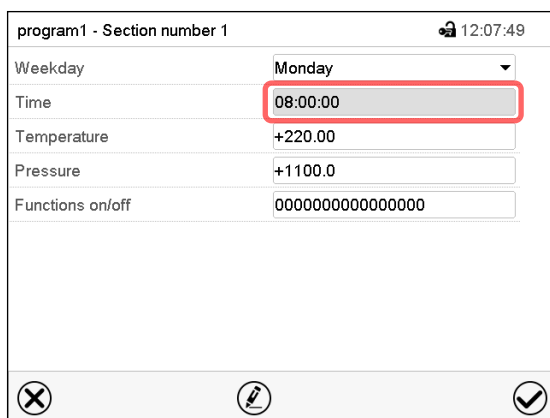 program1 - Section number 1 12:07:49
Weekday Monday
Time 08:00:00
Temperature +220.00
Pressure +1100.0
Functions on/off 0000000000000000